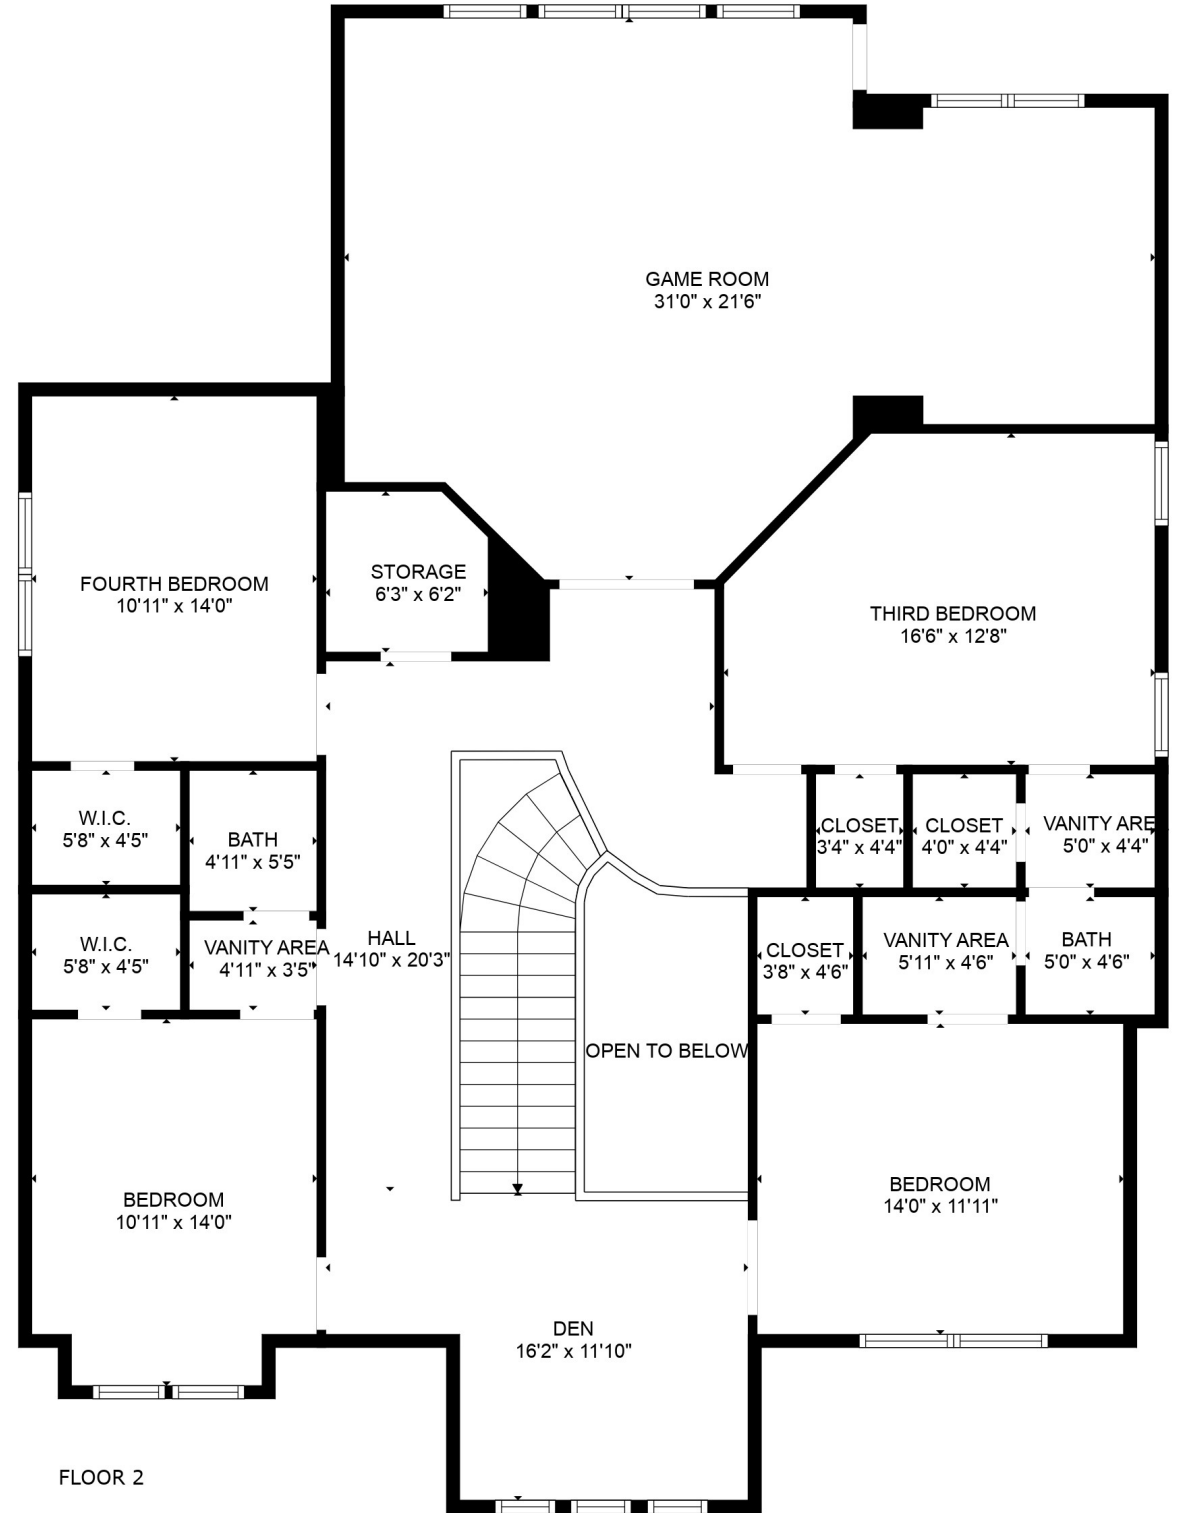 GAME ROOM
31'0" x 21'6"
FOURTH BEDROOM
10'11" x 14'0"
STORAGE
6'3" x 6'2"
THIRD BEDROOM
16'6" x 12'8"
W.I.C.
5'8" x 4'5"
BATH
4'11" x 5'5"
CLOSET
3'4" x 4'4"
CLOSET
4'0" x 4'4"
VANITY ARE
5'0" x 4'4"
W.I.C.
5'8" x 4'5"
VANITY AREA
4'11" x 3'5"
HALL
14'10" x 20'3"
CLOSET
3'8" x 4'6"
VANITY AREA
5'11" x 4'6"
BATH
5'0" x 4'6"
OPEN TO BELOW
BEDROOM
10'11" x 14'0"
BEDROOM
14'0" x 11'11"
DEN
16'2" x 11'10"
FLOOR 2